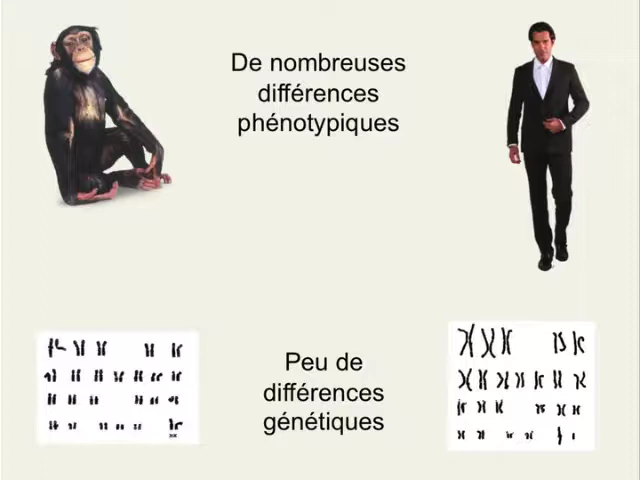 De nombreuses
différences
phénotypiques
Peu de
différences
génétiques